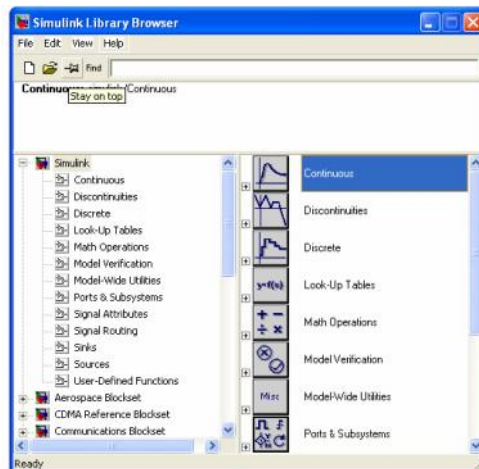 Simulink Library Browser
File Edit View Help
Find
Continuous: simulink/Continuous
Stay on top
Simulink
Continuous
Discontinuities
Discrete
Look-Up Tables
Math Operations
Model Verification
Model-Wide Utilities
Ports & Subsystems
Signal Attributes
Signal Routing
Sinks
Sources
User-Defined Functions
Aerospace Blockset
CDMA Reference Blockset
Communications Blockset
Continuous
Discontinuities
Discrete
y=f(u) Look-Up Tables
+ − ÷ × Math Operations
Model Verification
Misc Model-Wide Utilities
Ports & Subsystems
Ready